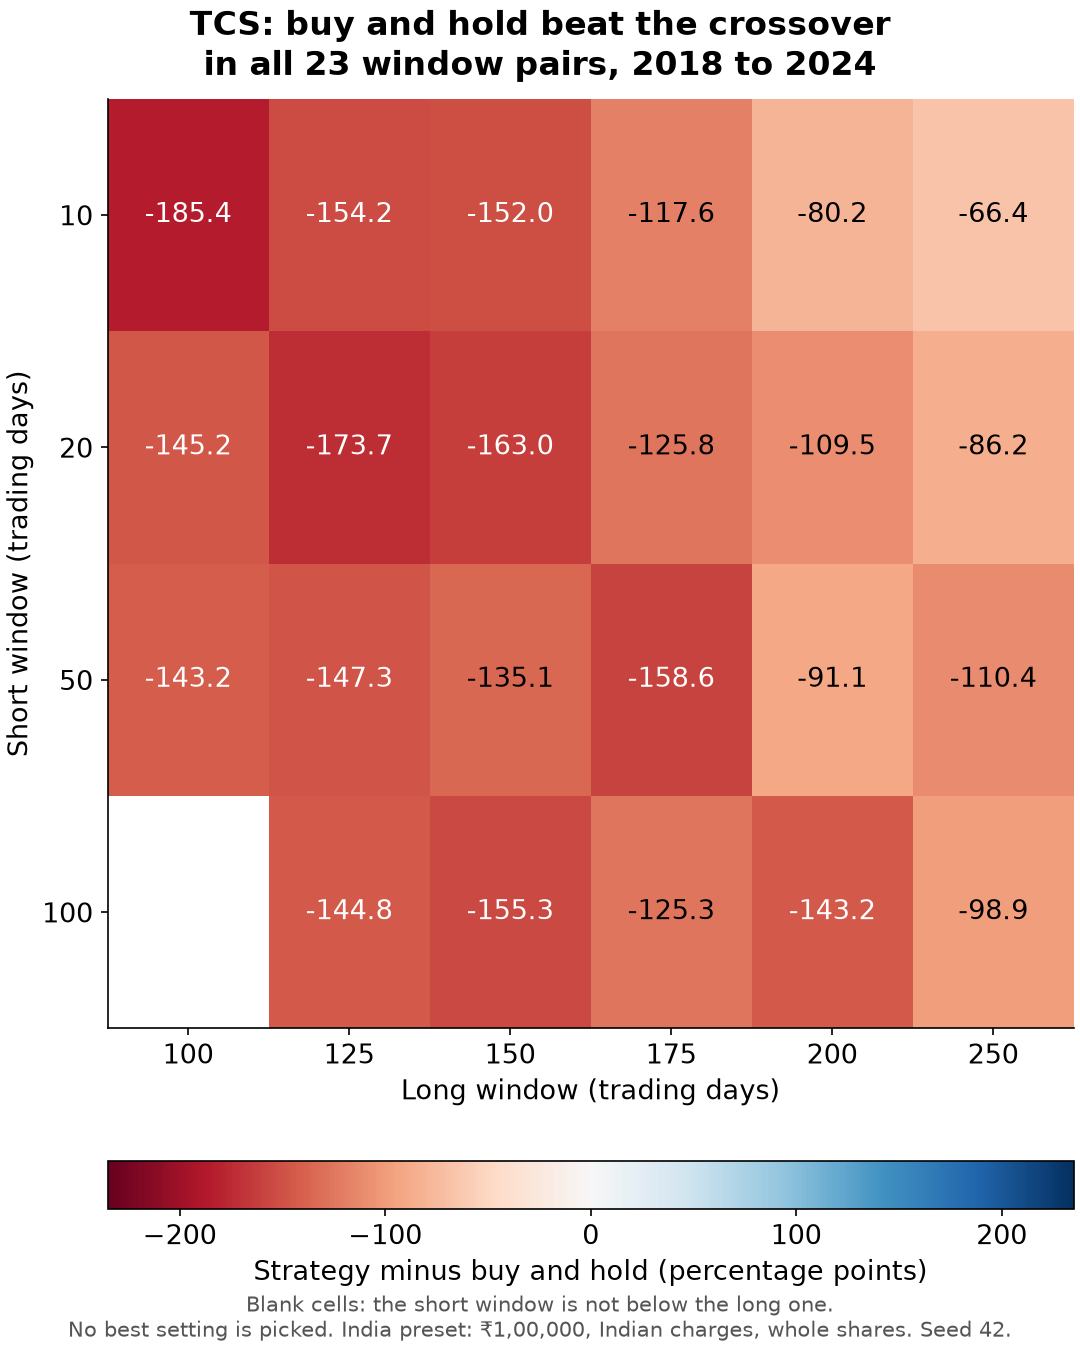 TCS: buy and hold beat the crossover
in all 23 window pairs, 2018 to 2024
Short window (trading days)
10 -185.4 -154.2 -152.0 -117.6 -80.2 -66.4
20 -145.2 -173.7 -163.0 -125.8 -109.5 -86.2
50 -143.2 -147.3 -135.1 -158.6 -91.1 -110.4
100 -144.8 -155.3 -125.3 -143.2 -98.9
100 125 150 175 200 250
Long window (trading days)
−200 −100 0 100 200
Strategy minus buy and hold (percentage points)
Blank cells: the short window is not below the long one.
No best setting is picked. India preset: ₹1,00,000, Indian charges, whole shares. Seed 42.